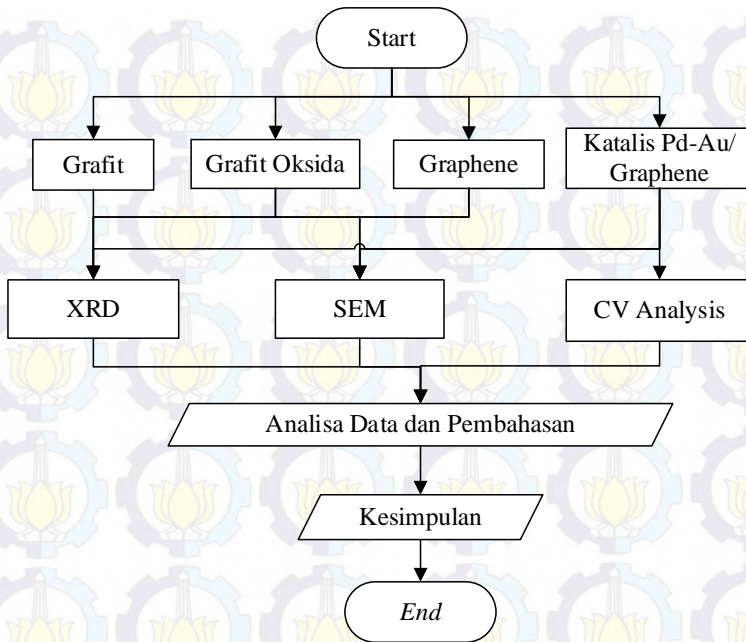 Start
Grafit
Grafit Oksida
Graphene
Katalis Pd-Au/
Graphene
XRD
SEM
CV Analysis
Analisa Data dan Pembahasan
Kesimpulan
End